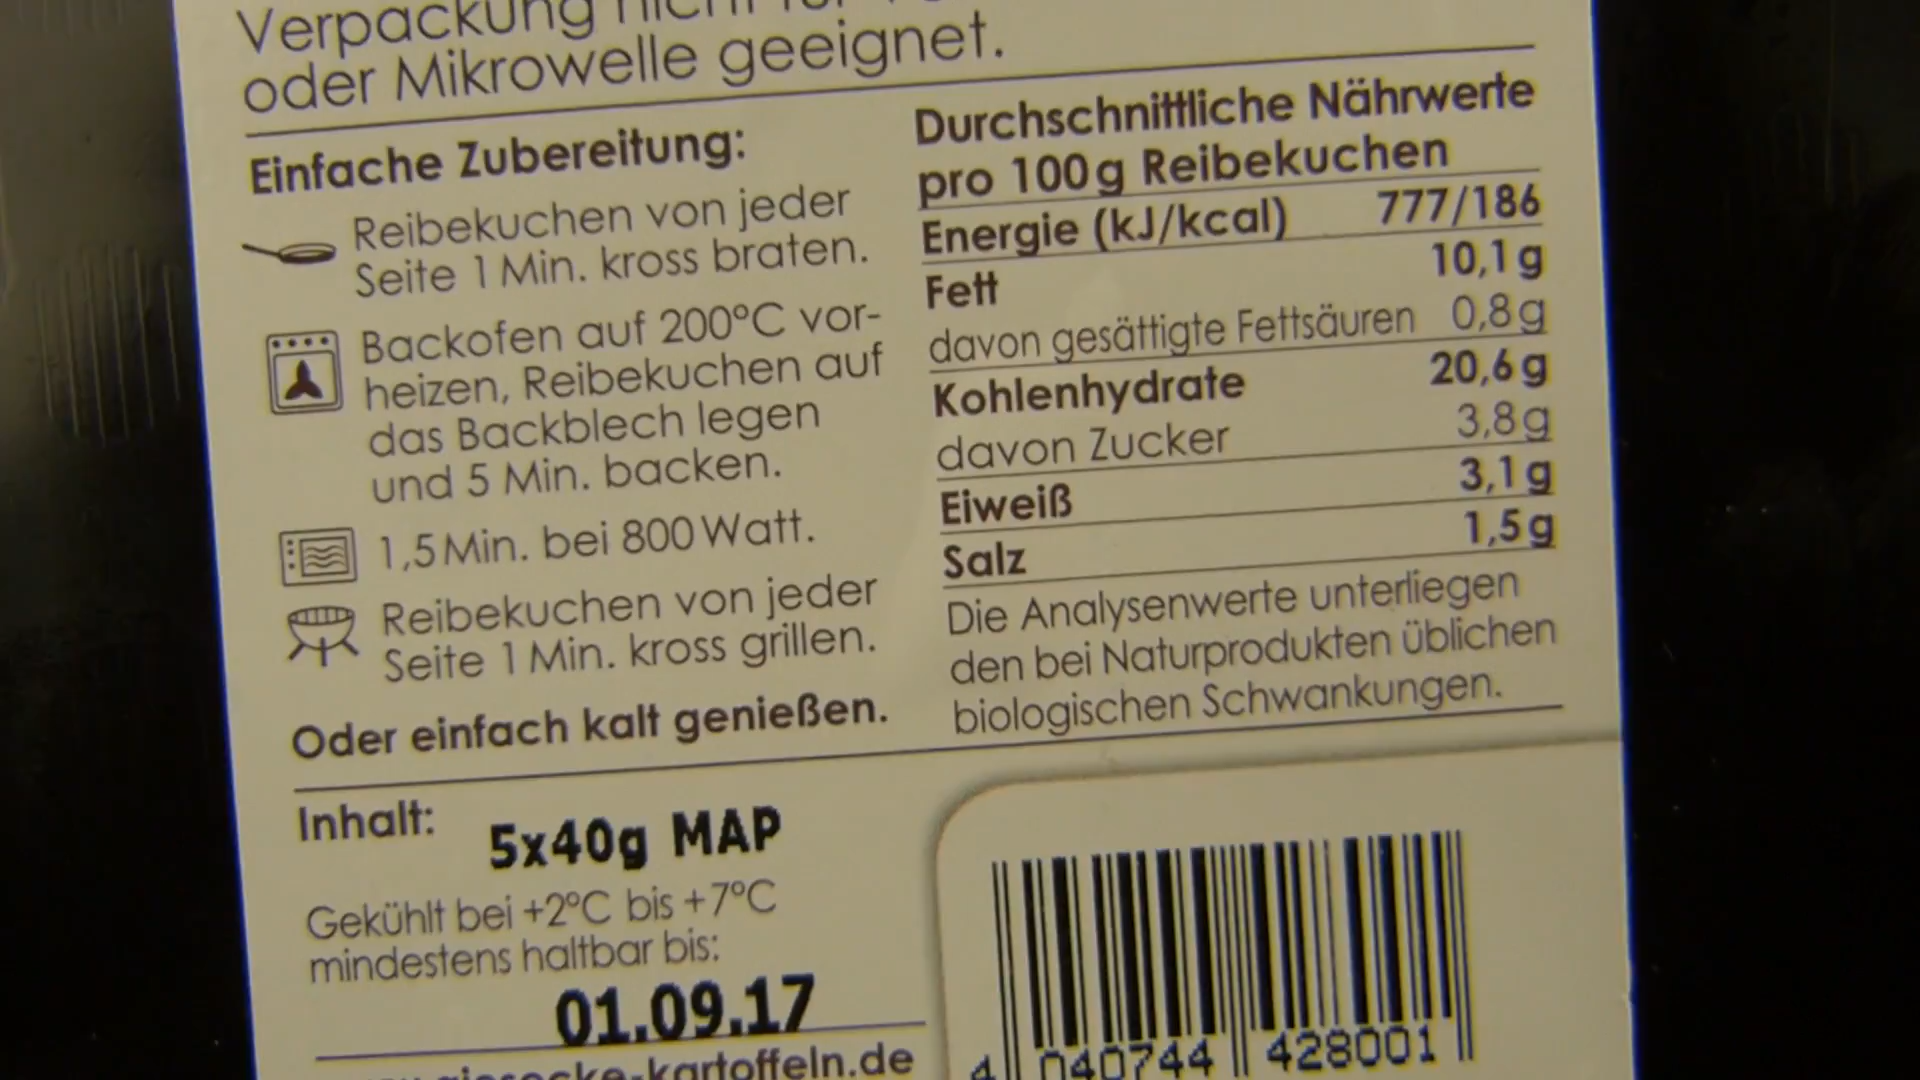 Verpackung nicht für
oder Mikrowelle geeignet.
Einfache Zubereitung:
Reibekuchen von jeder
Seite 1 Min. kross braten.
Backofen auf 200°C vor-
heizen, Reibekuchen auf
das Backblech legen
und 5 Min. backen.
1,5 Min. bei 800 Watt.
Reibekuchen von jeder
Seite 1 Min. kross grillen.
Oder einfach kalt genießen.
Durchschnittliche Nährwerte
pro 100g Reibekuchen
Energie (kJ/kcal) 777/186
Fett 10,1g
davon gesättigte Fettsäuren 0,8g
Kohlenhydrate 20,6g
davon Zucker 3,8g
Eiweiß 3,1g
Salz 1,5g
Die Analysenwerte unterliegen
den bei Naturprodukten üblichen
biologischen Schwankungen.
Inhalt: 5x40g MAP
Gekühlt bei +2°C bis +7°C
mindestens haltbar bis:
01.09.17
4 040744 428001